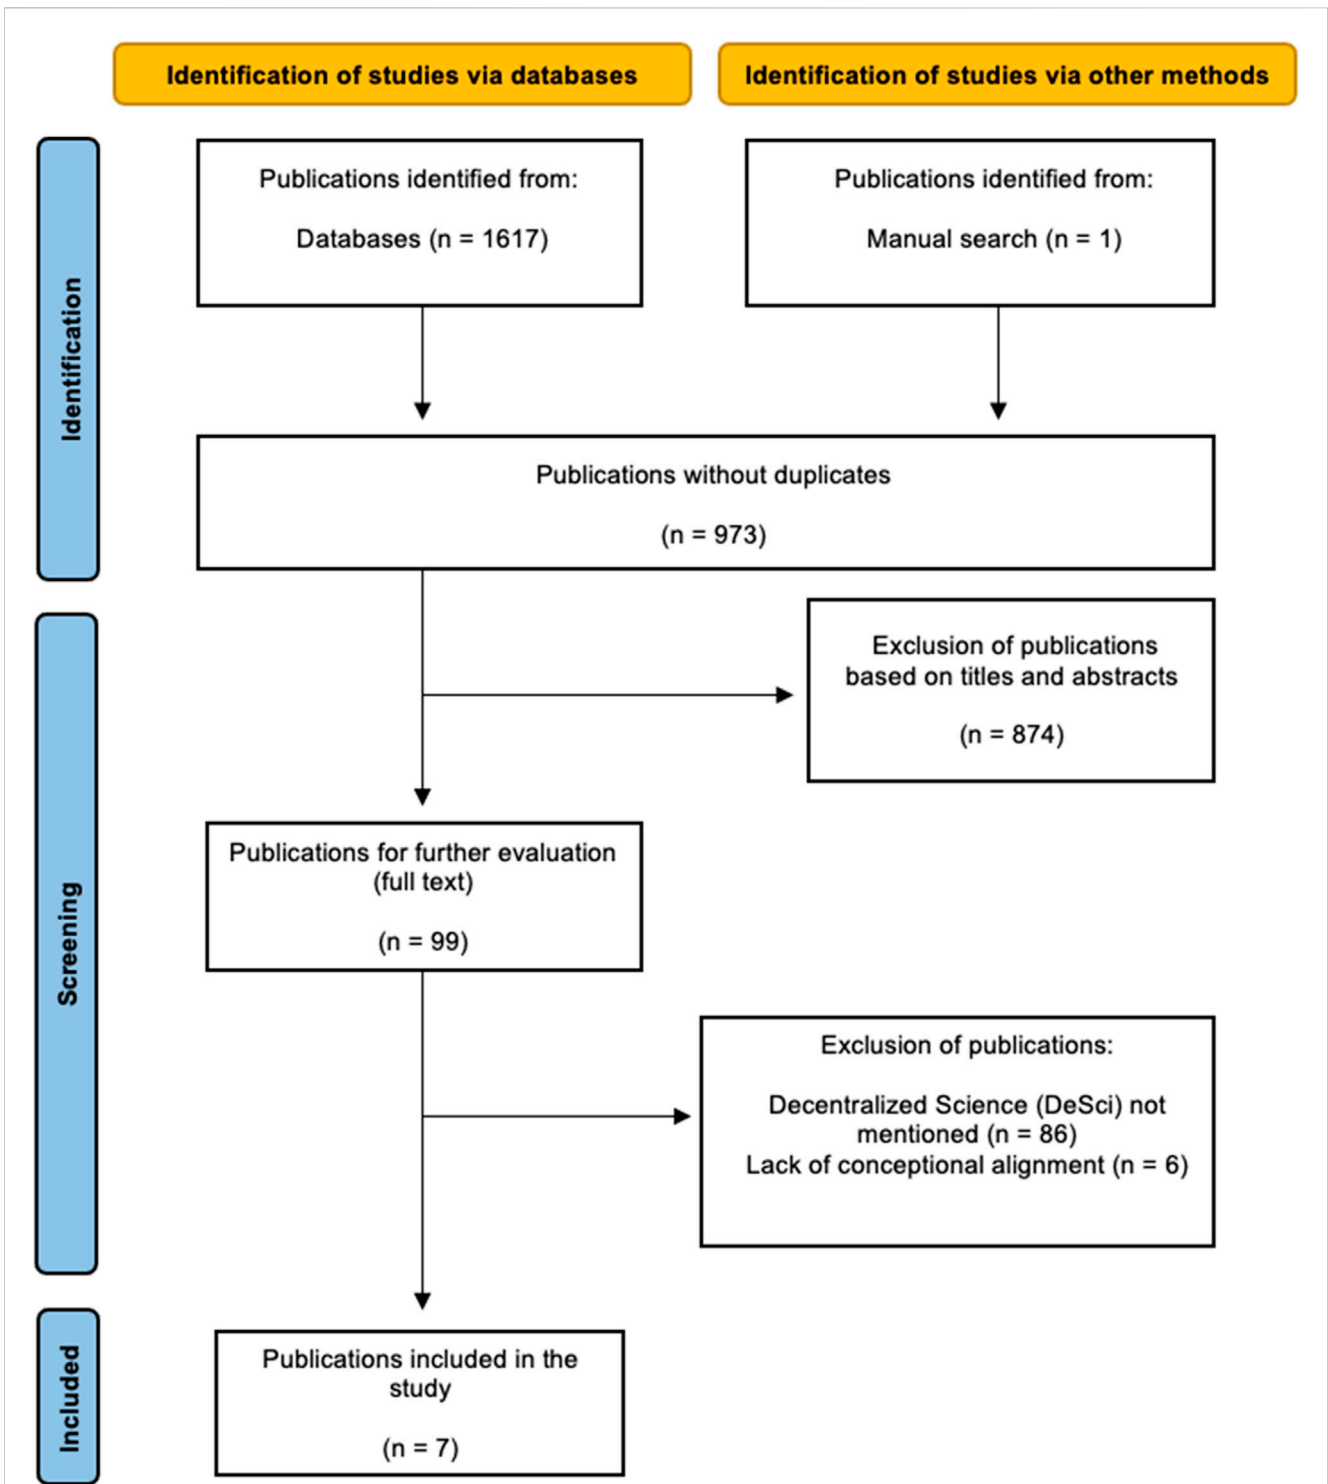 Identification of studies via databases
Identification of studies via other methods
Identification
Publications identified from:
Databases (n = 1617)
Publications identified from:
Manual search (n = 1)
Publications without duplicates
(n = 973)
Screening
Exclusion of publications
based on titles and abstracts
(n = 874)
Publications for further evaluation
(full text)
(n = 99)
Exclusion of publications:
Decentralized Science (DeSci) not
mentioned (n = 86)
Lack of conceptional alignment (n = 6)
Included
Publications included in the
study
(n = 7)